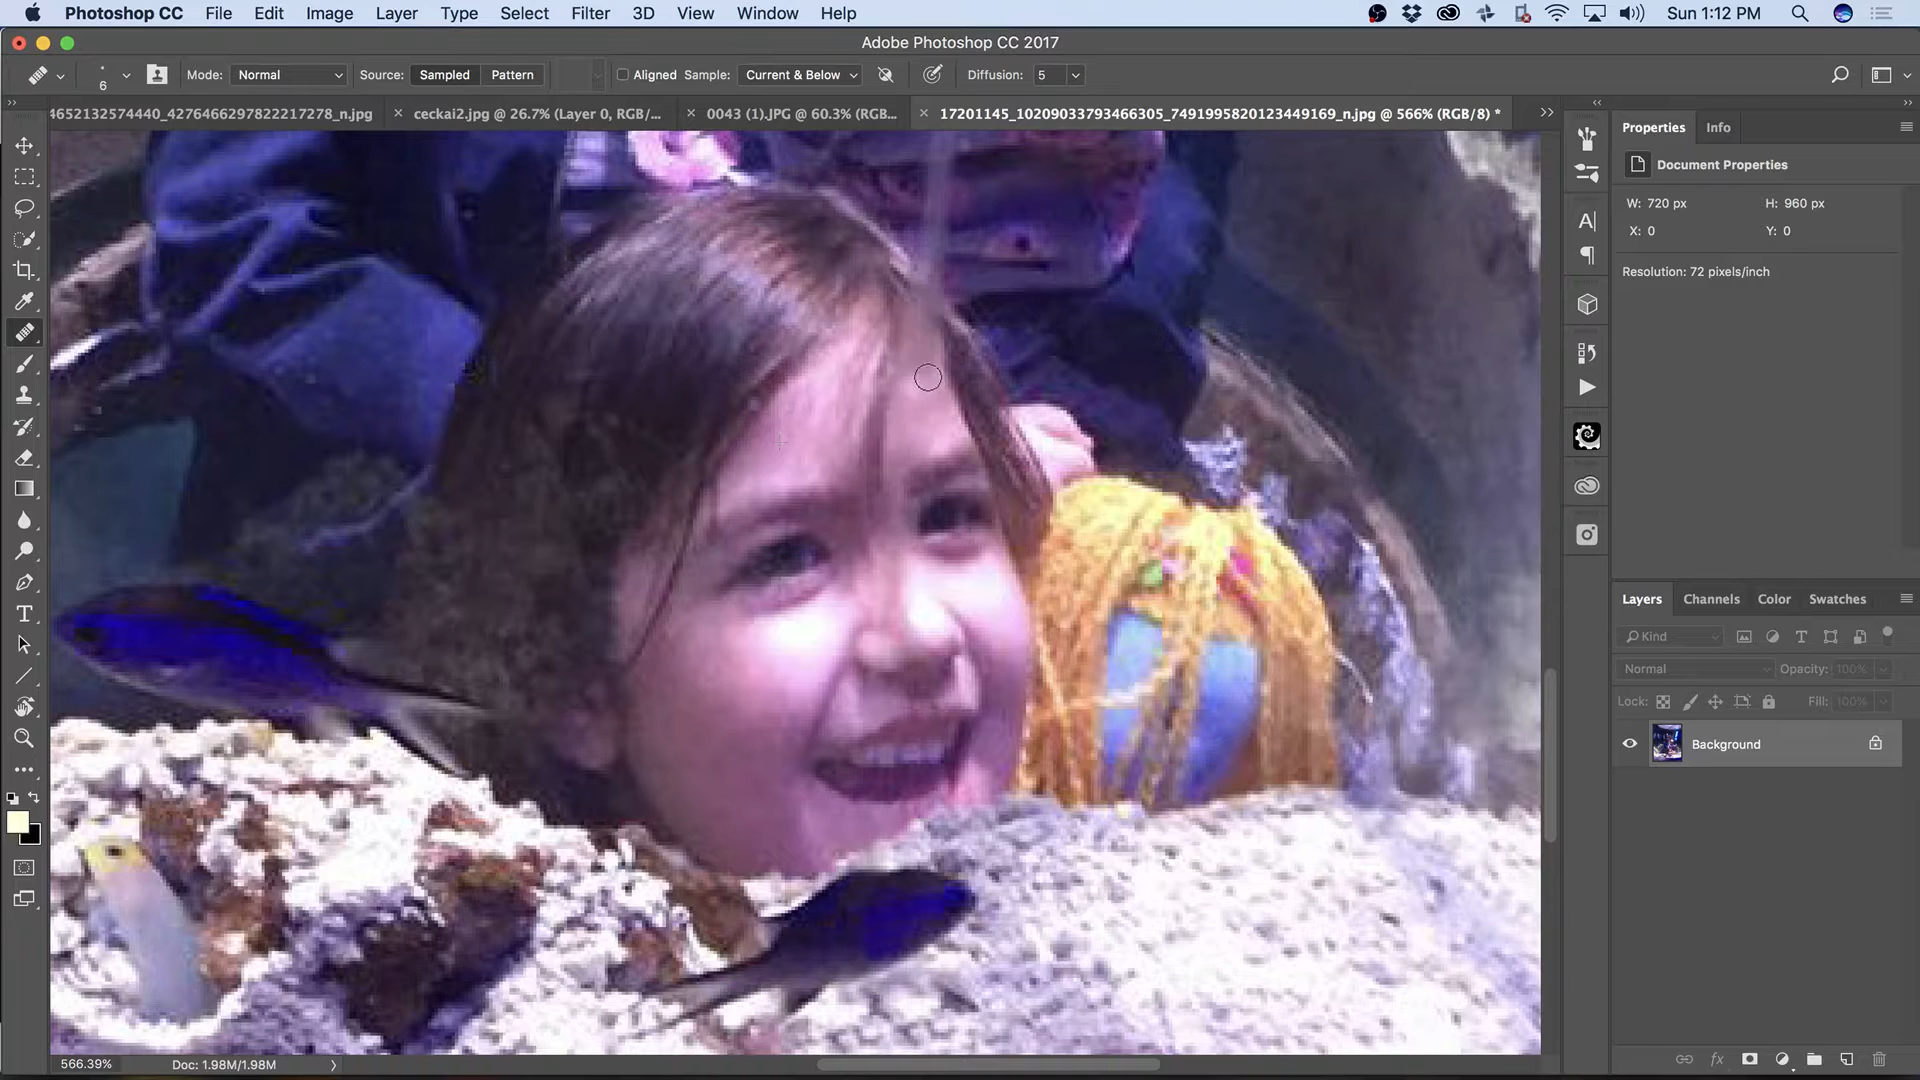 Photoshop CC File Edit Image Layer Type Select Filter 3D View Window Help Sun 1:12 PM
Adobe Photoshop CC 2017
6 Mode: Normal Source: Sampled Pattern Aligned Sample: Current & Below Diffusion: 5
4652132574440_4276466297822217278_n.jpg ceckai2.jpg @ 26.7% (Layer 0, RGB/... 0043 (1).JPG @ 60.3% (RGB... 17201145_10209033793466305_7491995820123449169_n.jpg @ 566% (RGB/8) *
Properties Info
Document Properties
W: 720 px H: 960 px
X: 0 Y: 0
Resolution: 72 pixels/inch
Layers Channels Color Swatches
Kind
Normal Opacity: 100%
Lock: Fill: 100%
Background
566.39% Doc: 1.98M/1.98M